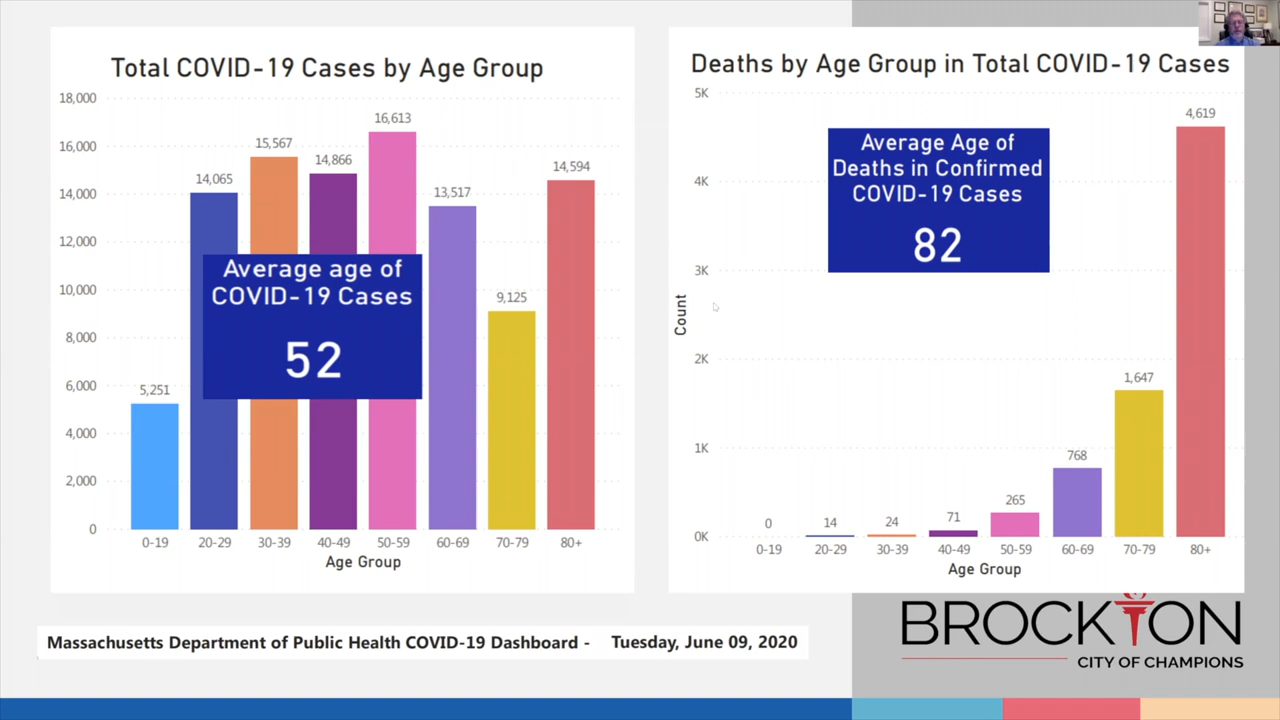 Total COVID-19 Cases by Age Group
18,000
16,000
14,000
12,000
10,000
8,000
6,000
4,000
2,000
0
5,251
14,065
15,567
14,866
16,613
13,517
9,125
14,594
Average age of
COVID-19 Cases
52
0-19
20-29
30-39
40-49
50-59
60-69
70-79
80+
Age Group
Deaths by Age Group in Total COVID-19 Cases
5K
4K
3K
2K
1K
0K
Count
0
14
24
71
265
768
1,647
4,619
Average Age of
Deaths in Confirmed
COVID-19 Cases
82
0-19
20-29
30-39
40-49
50-59
60-69
70-79
80+
Age Group
Massachusetts Department of Public Health COVID-19 Dashboard - Tuesday, June 09, 2020
BROCKTON
CITY OF CHAMPIONS